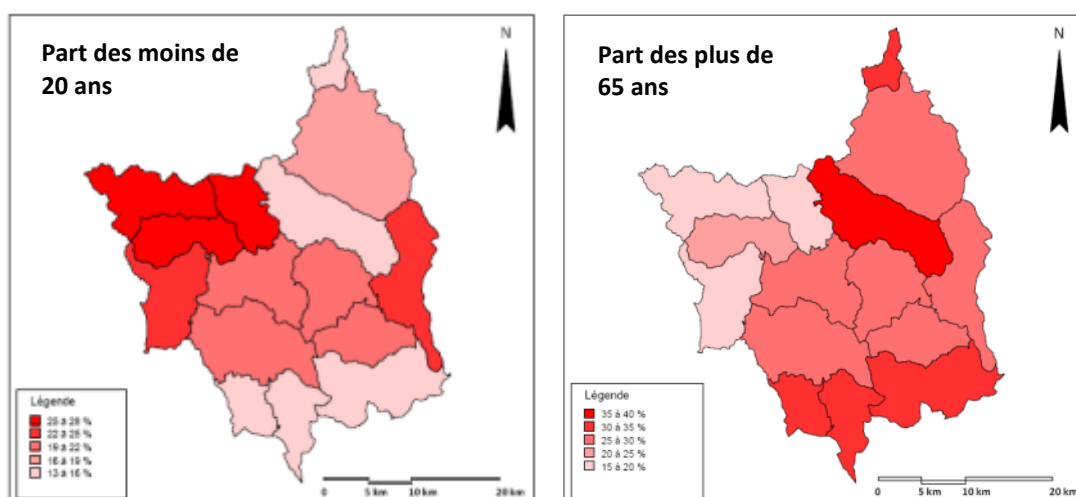 Part des moins de
20 ans
N
Légende
25 à 28 %
22 à 25 %
19 à 22 %
16 à 19 %
13 à 16 %
0 5 km 10 km 20 km
Part des plus de
65 ans
N
Légende
35 à 40 %
30 à 35 %
25 à 30 %
20 à 25 %
15 à 20 %
0 5 km 10 km 20 km